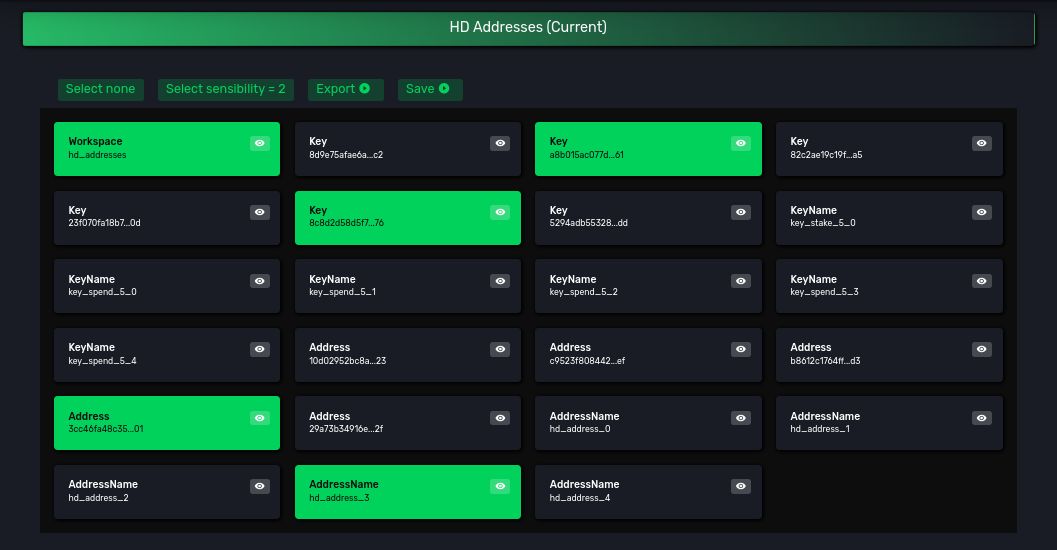 HD Addresses (Current)
Select none
Select sensibility = 2
Export
Save
Workspace
hd_addresses
Key
8d9e75afae6a...c2
Key
a8b015ac077d...61
Key
82c2ae19c19f...a5
Key
23f070fa18b7...0d
Key
8c8d2d58d5f7...76
Key
5294adb55328...dd
KeyName
key_stake_5_0
KeyName
key_spend_5_0
KeyName
key_spend_5_1
KeyName
key_spend_5_2
KeyName
key_spend_5_3
KeyName
key_spend_5_4
Address
10d02952bc8a...23
Address
c9523f808442...ef
Address
b8612c1764ff...d3
Address
3cc46fa48c35...01
Address
29a73b34916e...2f
AddressName
hd_address_0
AddressName
hd_address_1
AddressName
hd_address_2
AddressName
hd_address_3
AddressName
hd_address_4